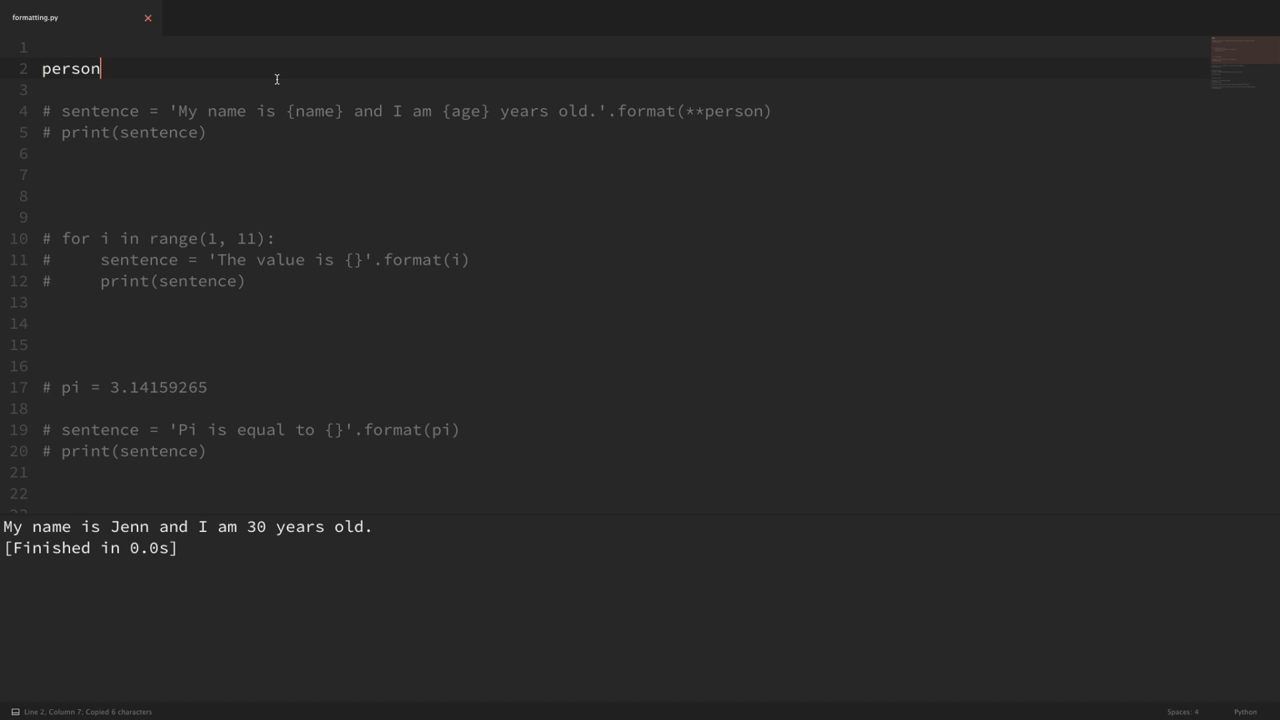 formatting.py
1
2 person
3
4 # sentence = 'My name is {name} and I am {age} years old.'.format(**person)
5 # print(sentence)
6
7
8
9
10 # for i in range(1, 11):
11 #     sentence = 'The value is {}'.format(i)
12 #     print(sentence)
13
14
15
16
17 # pi = 3.14159265
18
19 # sentence = 'Pi is equal to {}'.format(pi)
20 # print(sentence)
21
22
My name is Jenn and I am 30 years old.
[Finished in 0.0s]
Line 2, Column 7; Copied 6 characters
Spaces: 4
Python